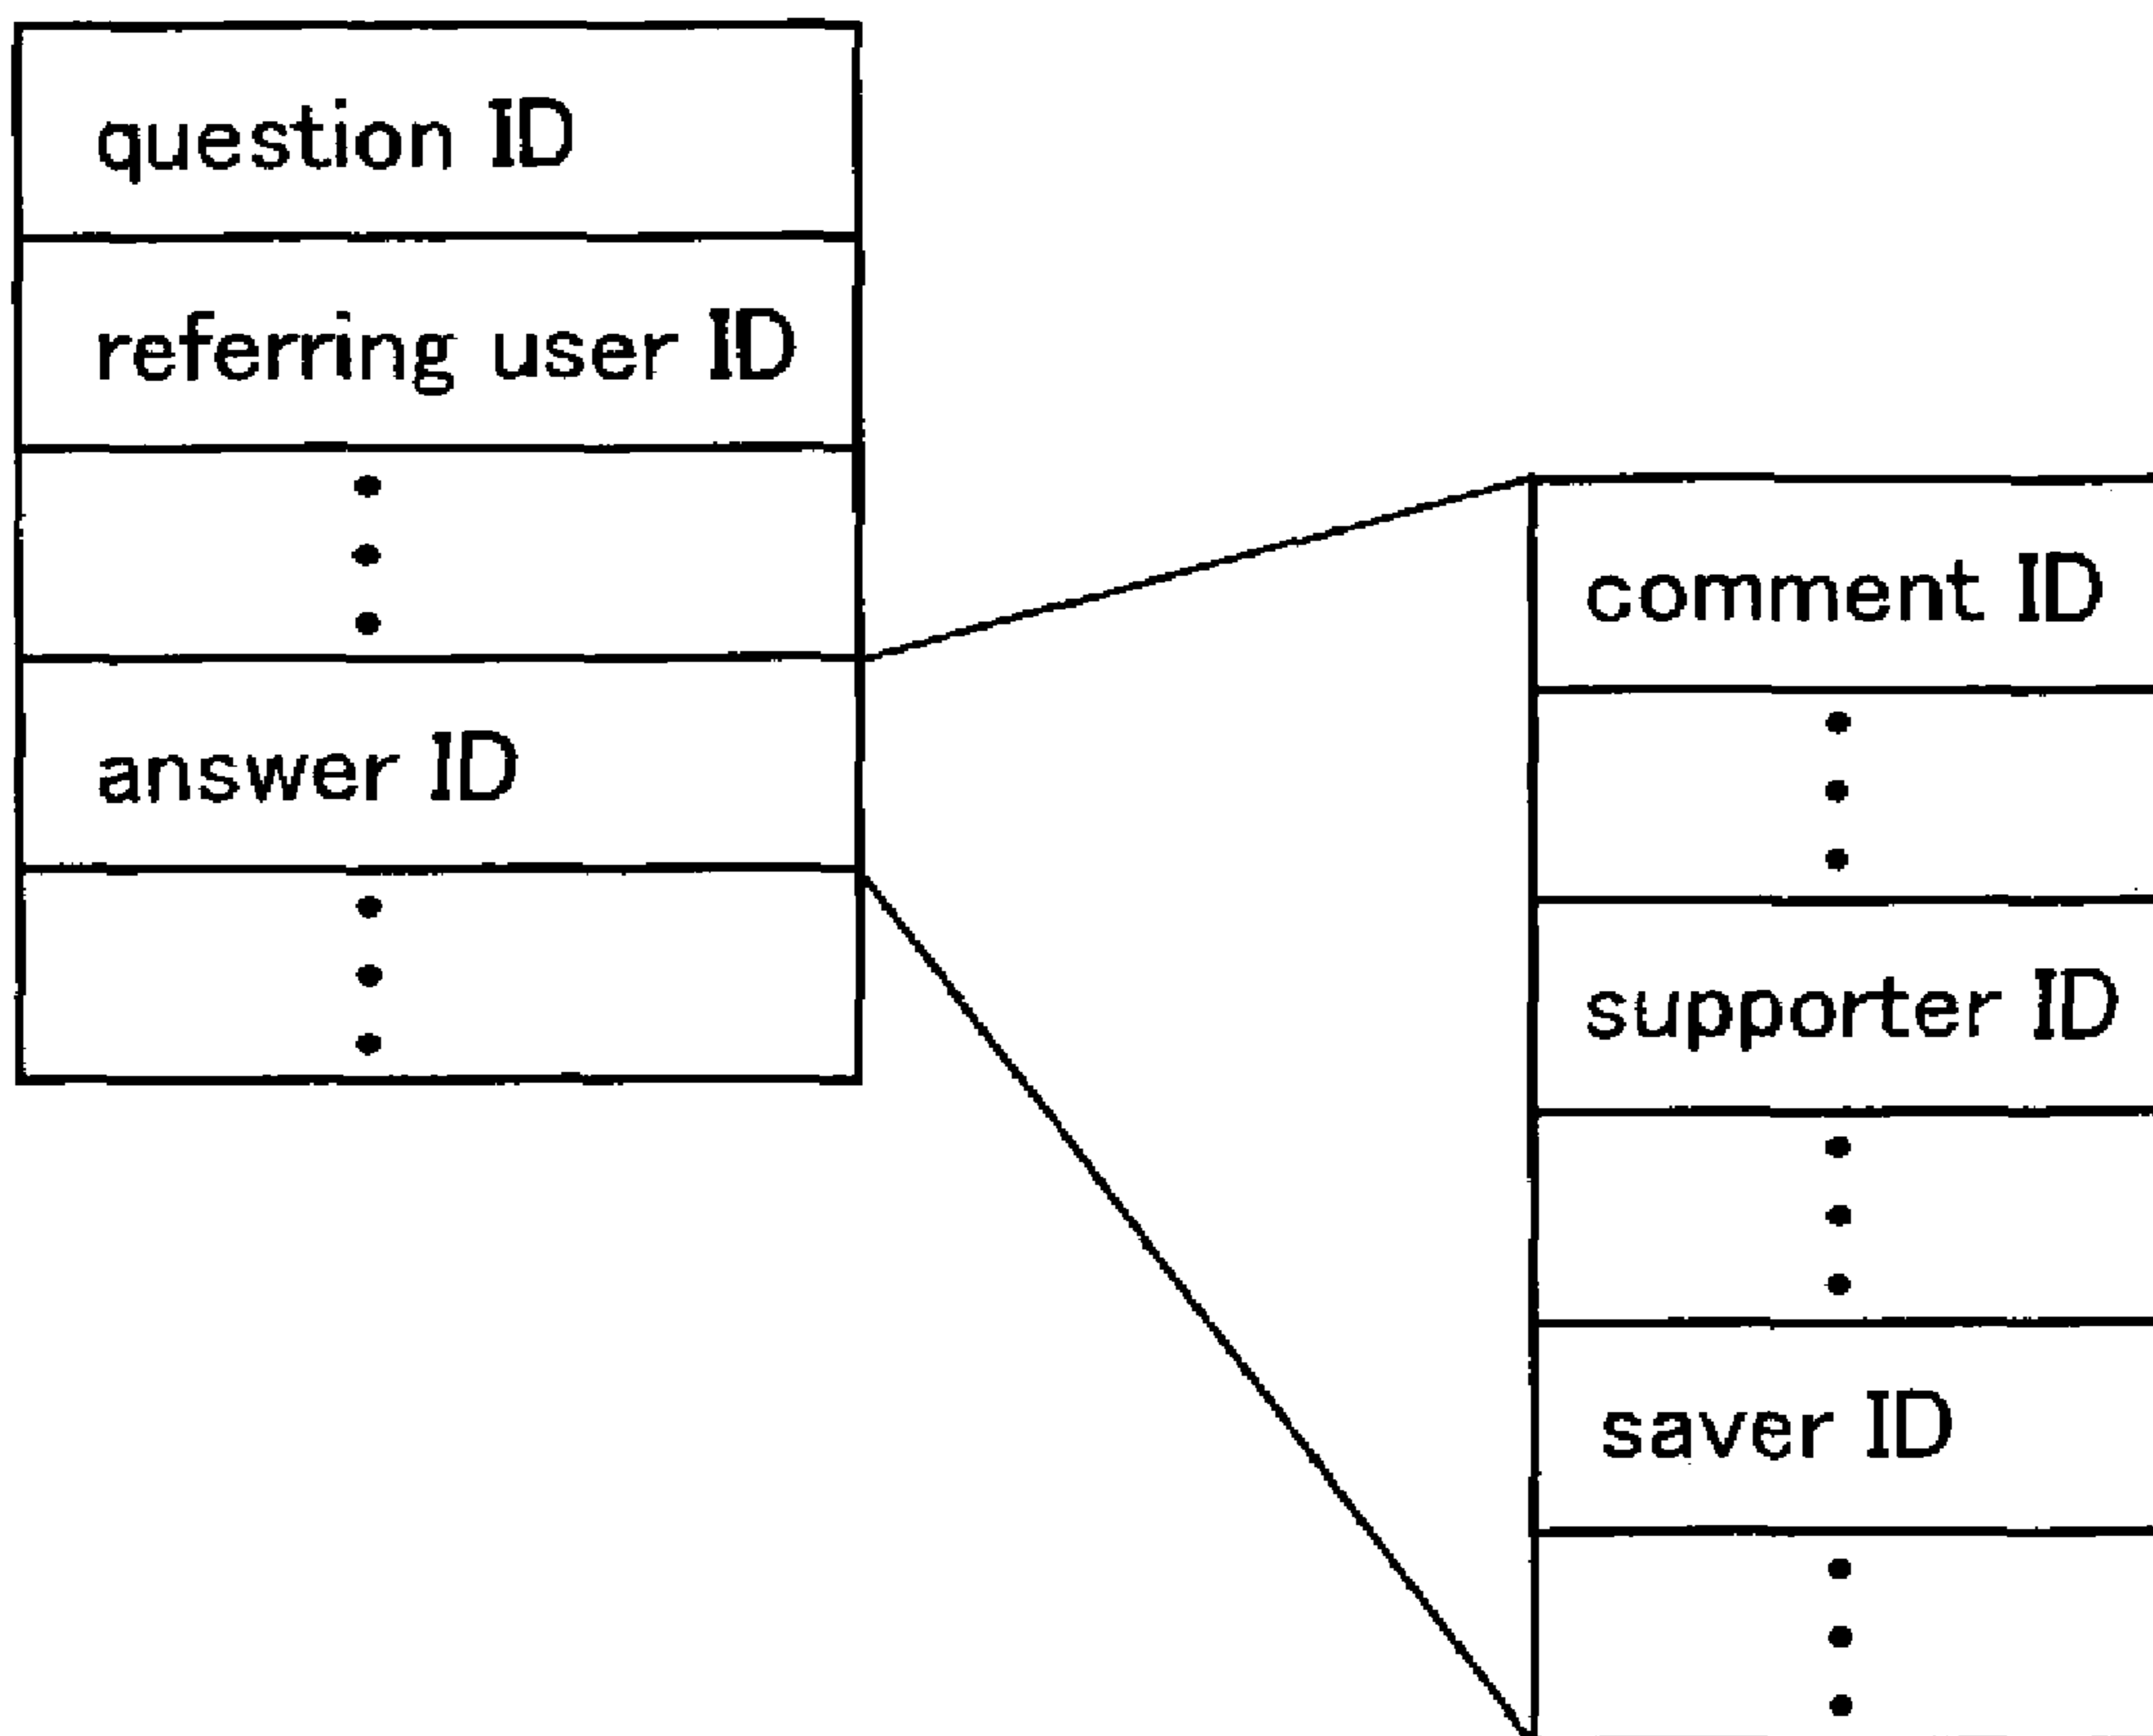 question ID
referring user ID
answer ID
comment ID
supporter ID
saver ID